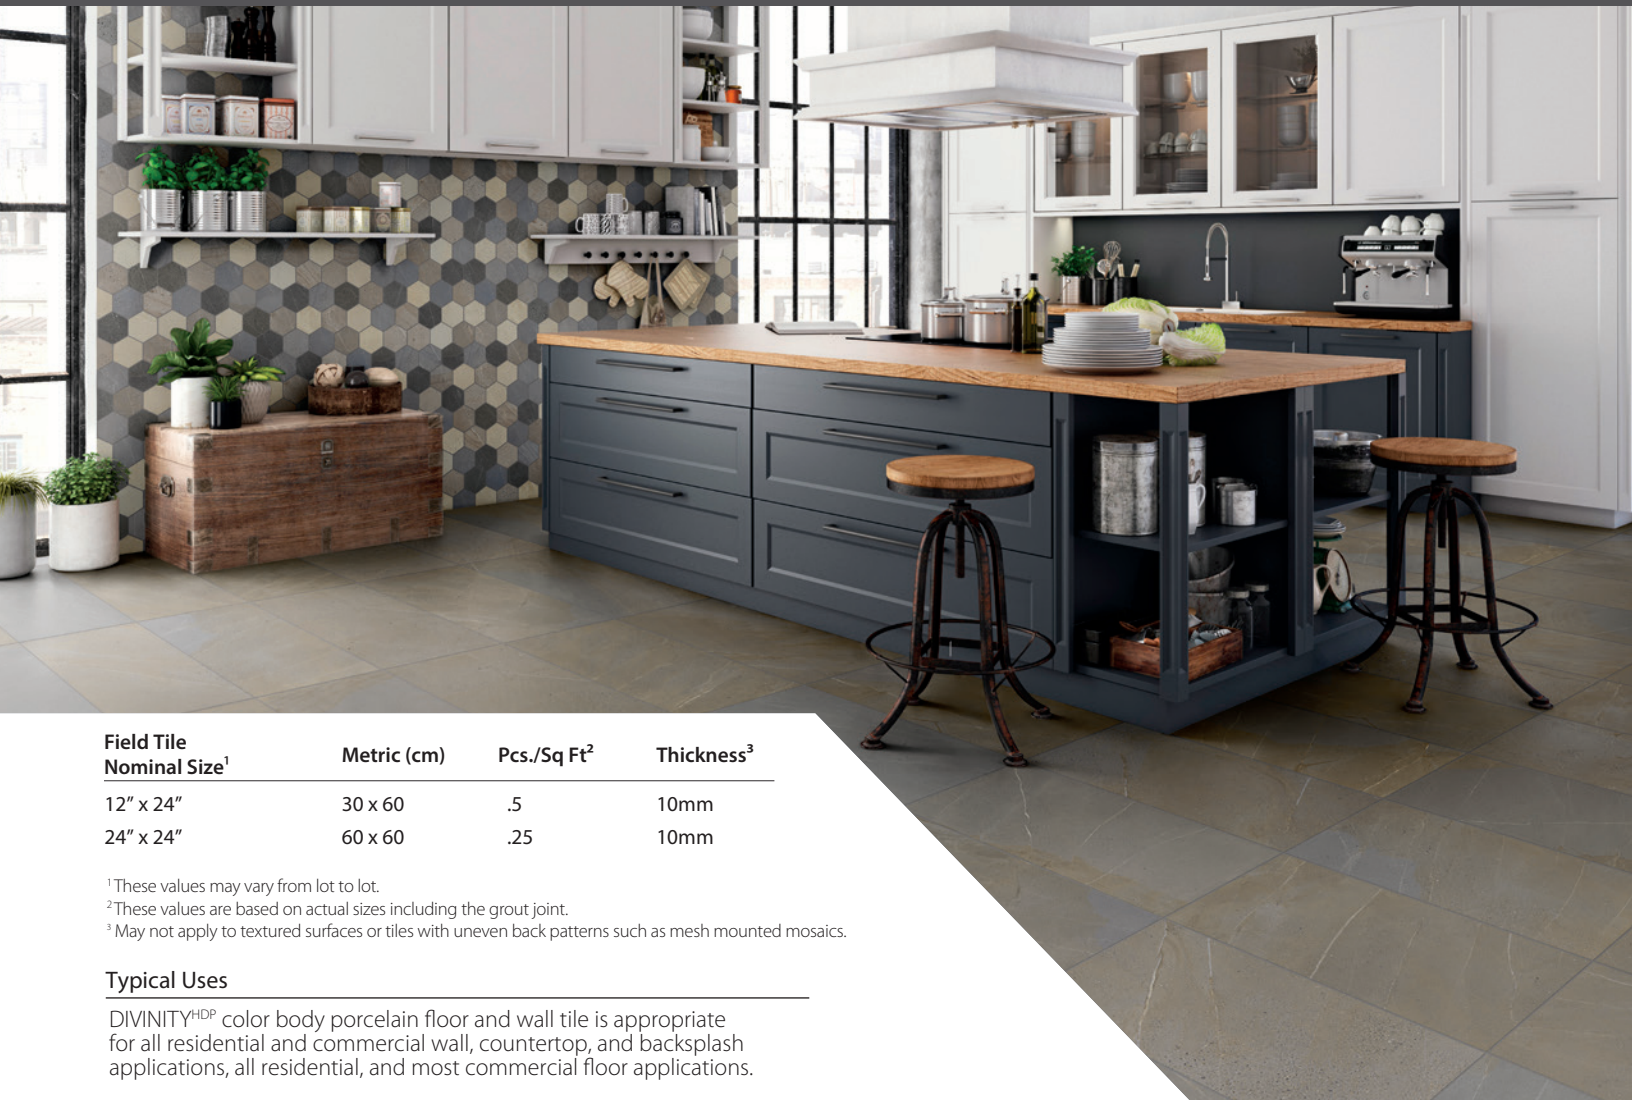 Field Tile
Nominal Size¹ Metric (cm) Pcs./Sq Ft² Thickness³
12” x 24” 30 x 60 .5 10mm
24” x 24” 60 x 60 .25 10mm
¹ These values may vary from lot to lot.
² These values are based on actual sizes including the grout joint.
³ May not apply to textured surfaces or tiles with uneven back patterns such as mesh mounted mosaics.
Typical Uses
DIVINITYᴴᴰᴾ color body porcelain floor and wall tile is appropriate
for all residential and commercial wall, countertop, and backsplash
applications, all residential, and most commercial floor applications.